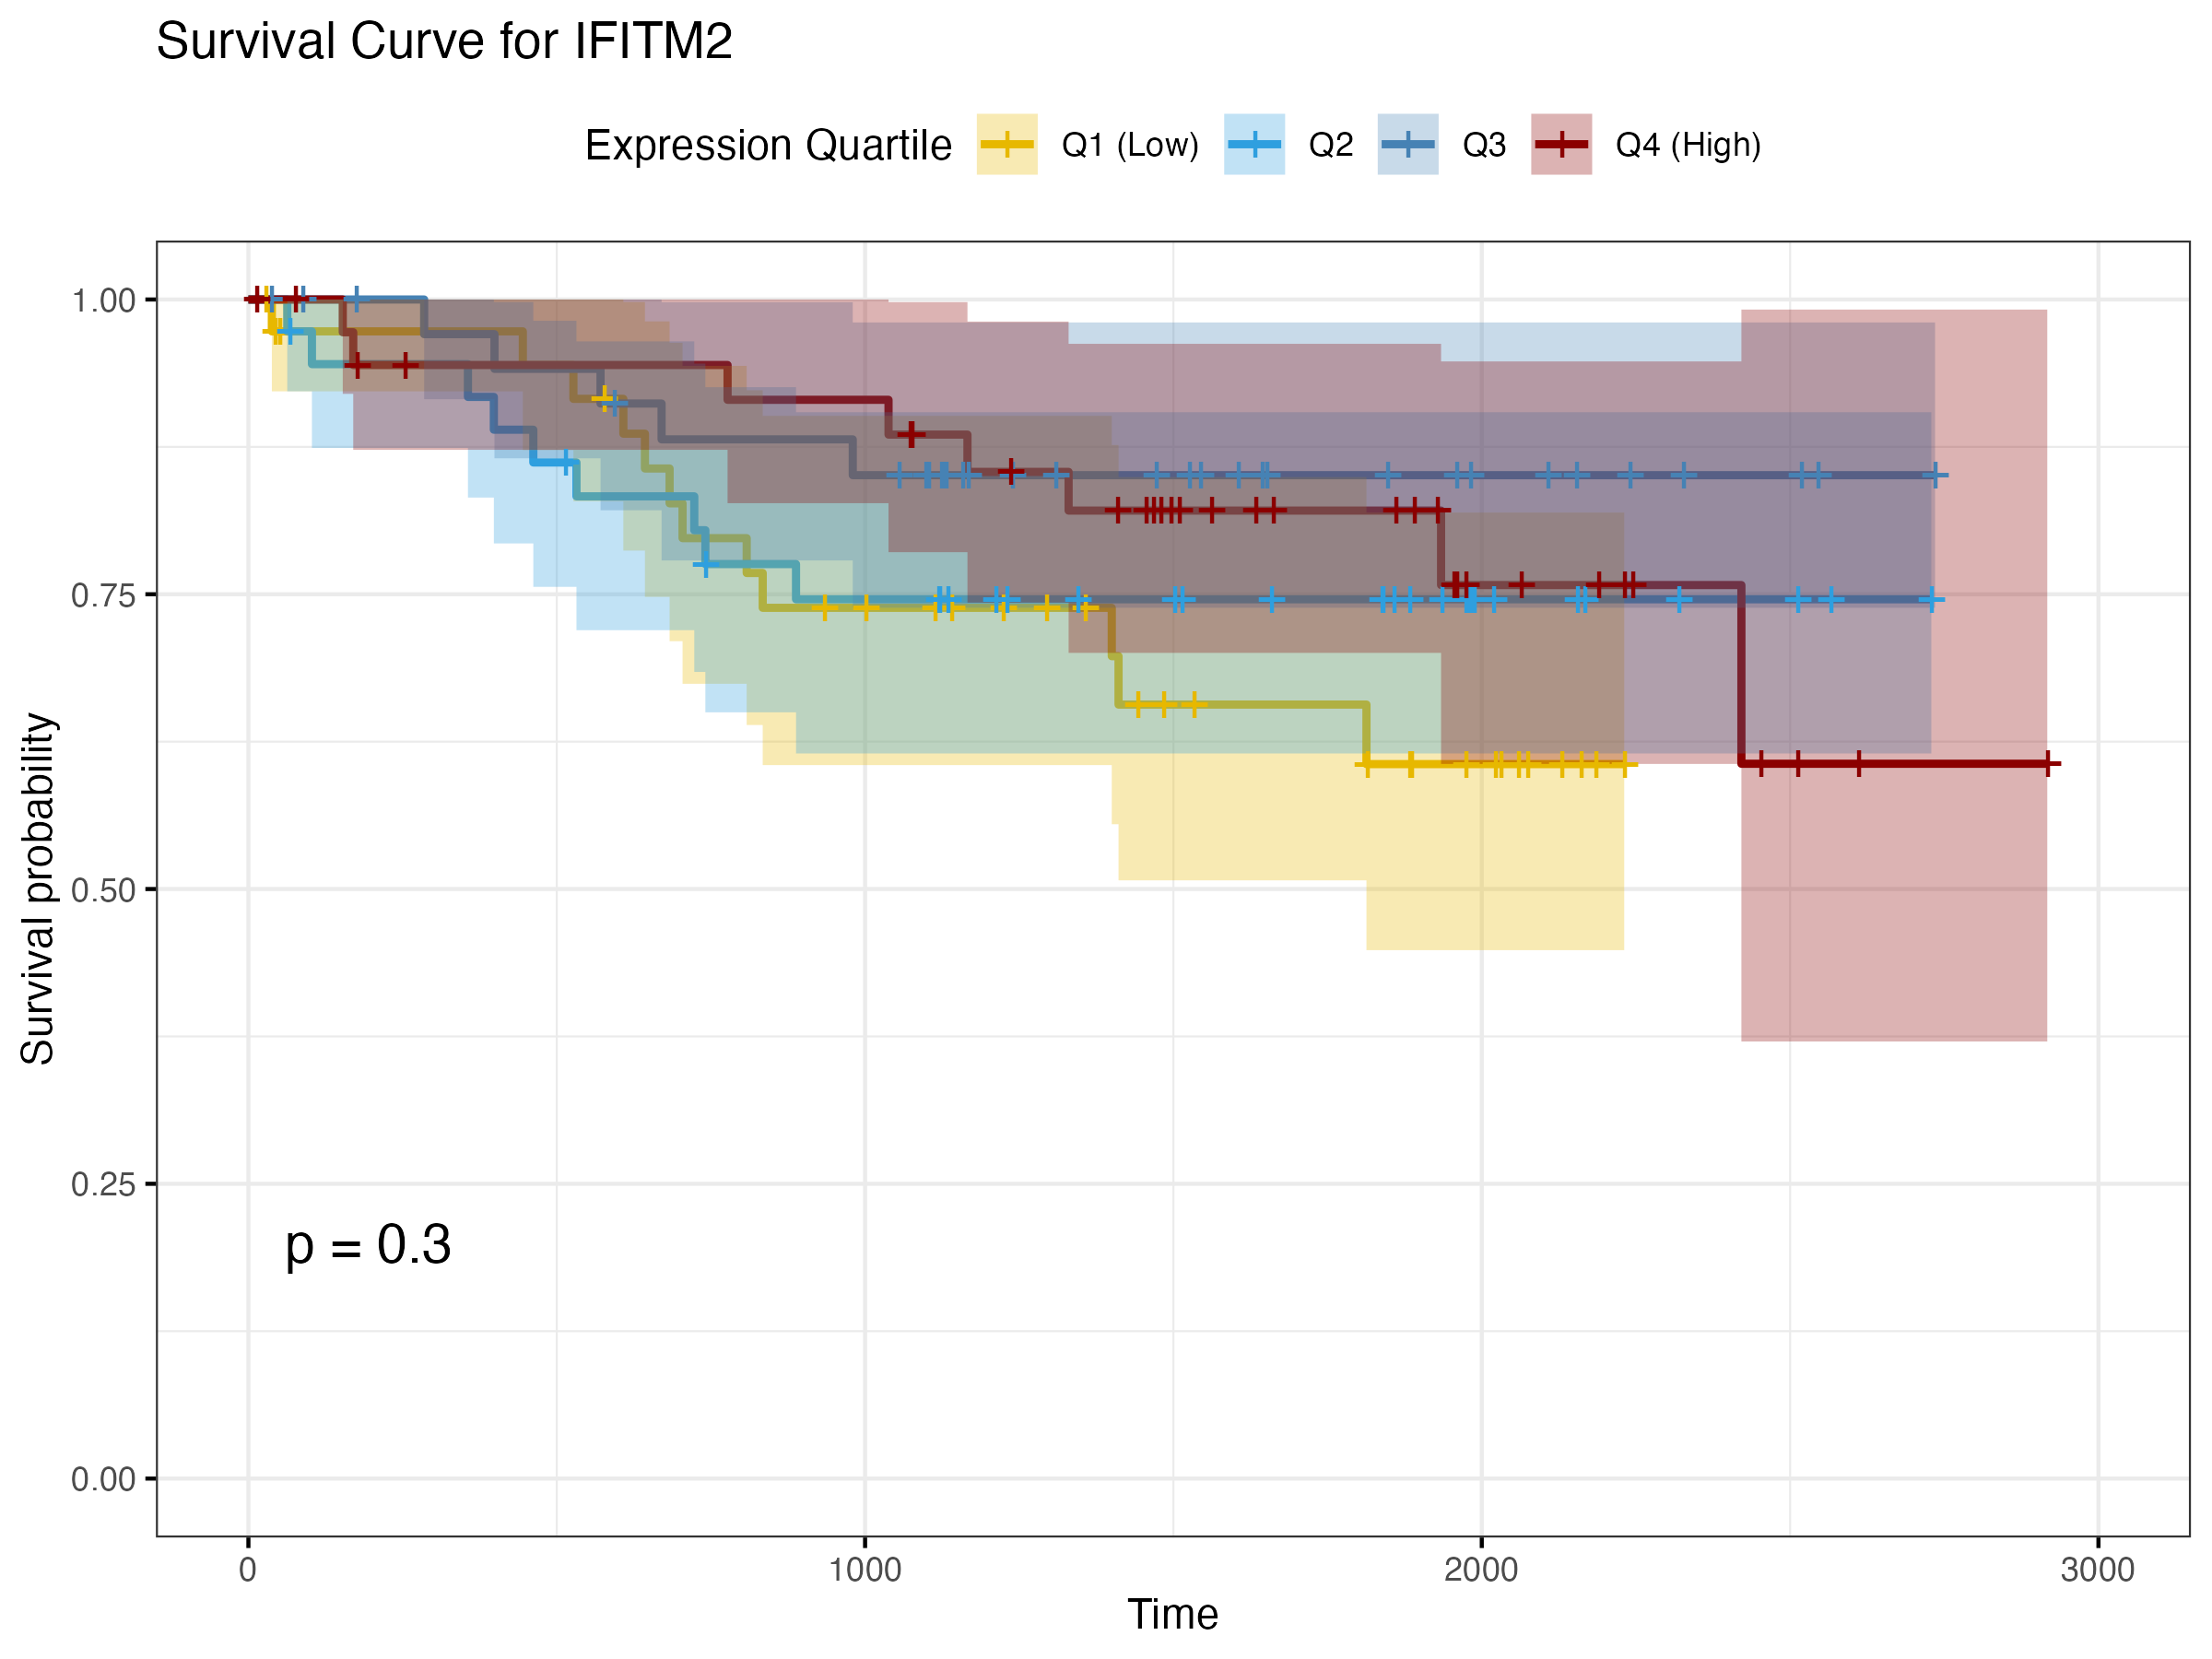 Survival Curve for IFITM2
Expression Quartile Q1 (Low) Q2 Q3 Q4 (High)
Survival probability
1.00
0.75
0.50
0.25
0.00
p = 0.3
0 1000 2000 3000
Time